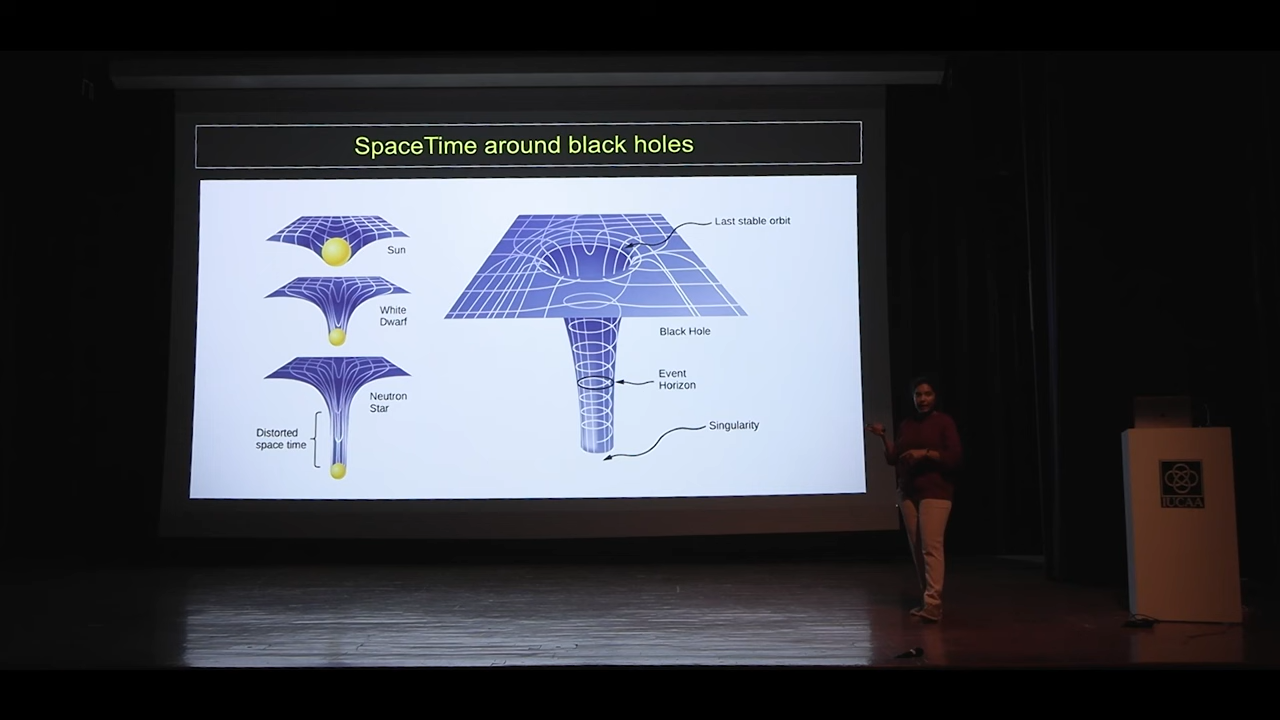 SpaceTime around black holes
Sun
White
Dwarf
Neutron
Star
Distorted
space time
Last stable orbit
Black Hole
Event
Horizon
Singularity
IUCAA